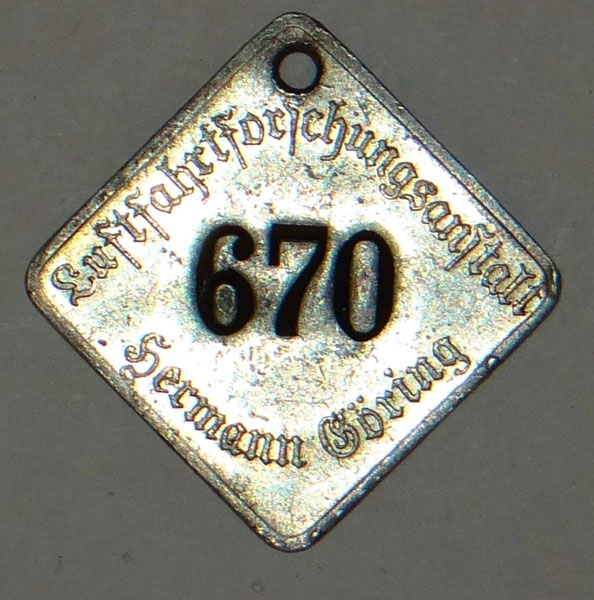 Luftfahrtforschungsanstalt
670
Hermann Göring